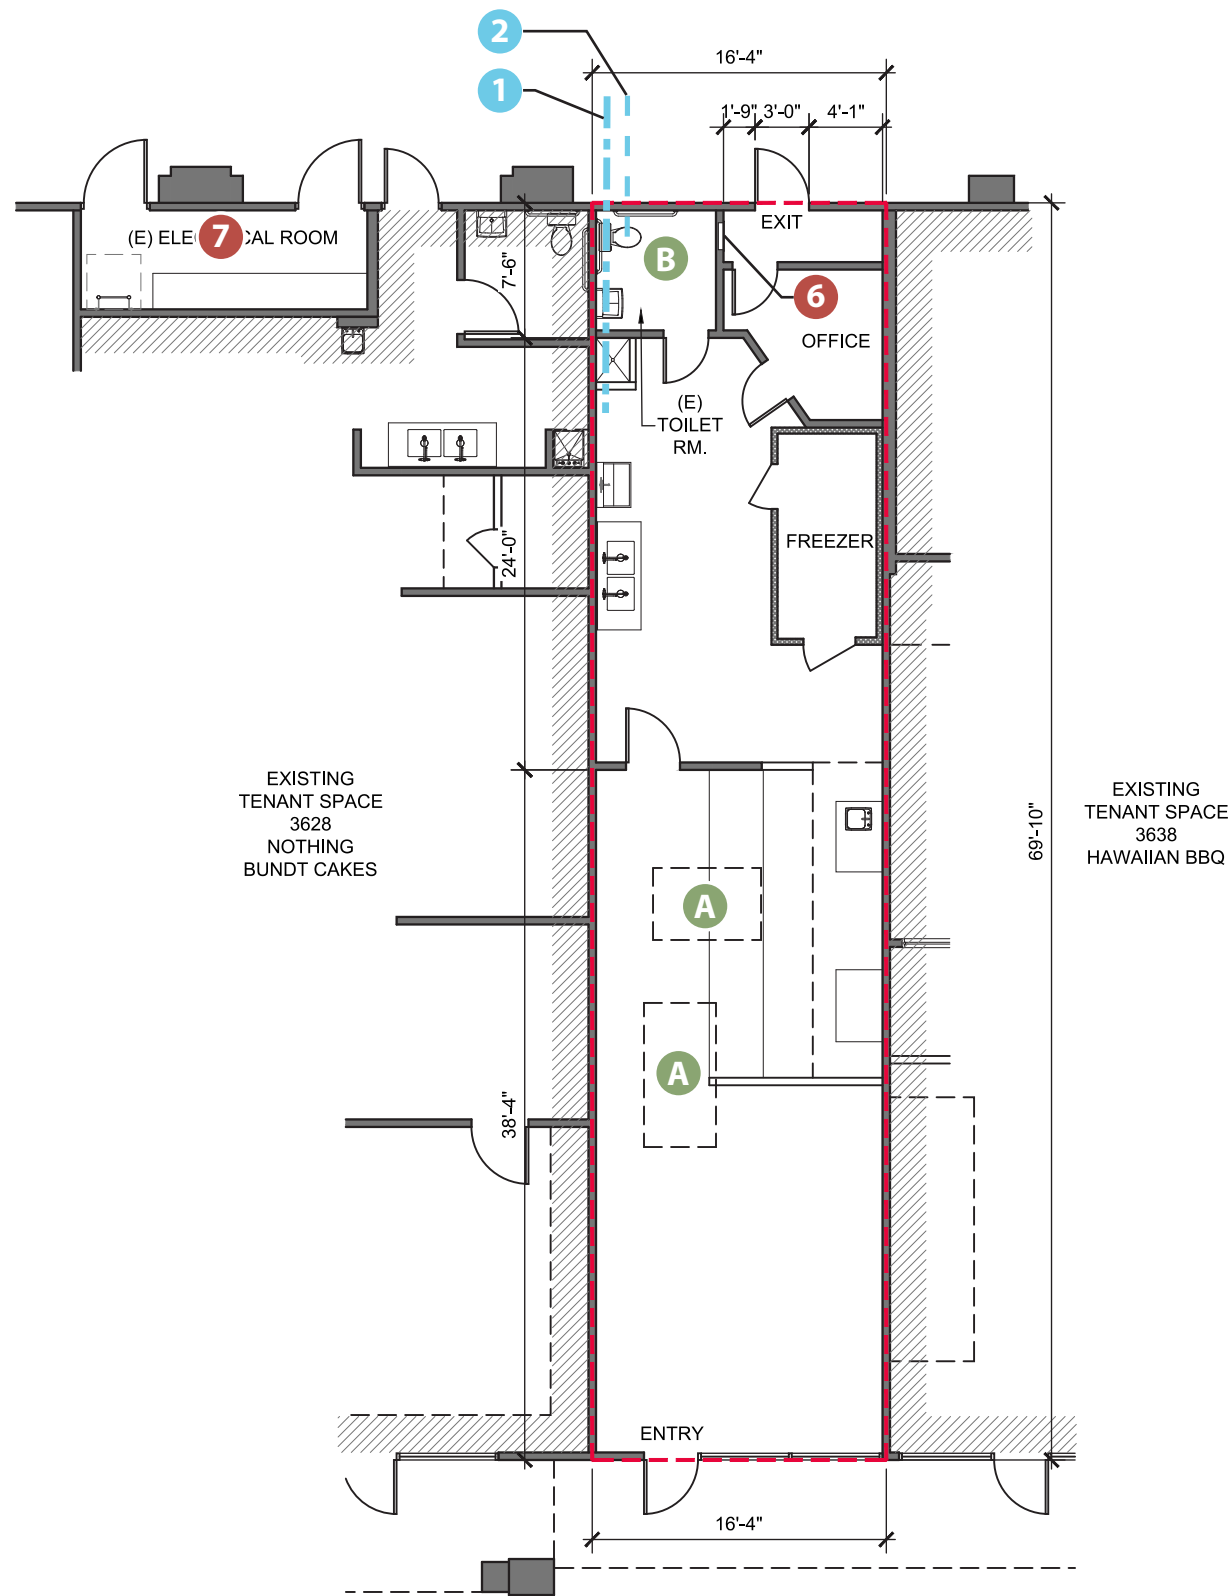 2
1
16'-4"
1'-9"
3'-0"
4'-1"
EXIT
7
(E) ELE CAL ROOM
B
6
7'-6"
OFFICE
(E)
TOILET
RM.
24'-0"
FREEZER
EXISTING
TENANT SPACE
3628
NOTHING
BUNDT CAKES
EXISTING
TENANT SPACE
3638
HAWAIIAN BBQ
69'-10"
A
A
38'-4"
ENTRY
16'-4"